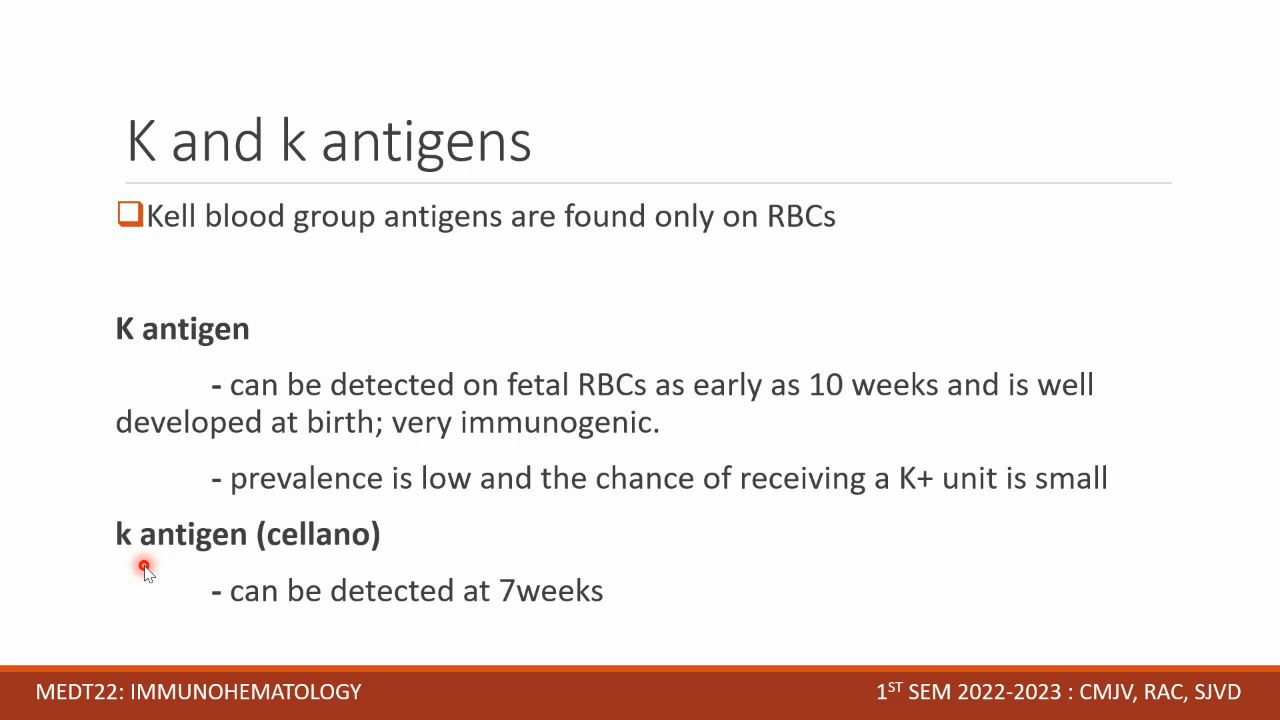 K and k antigens
Kell blood group antigens are found only on RBCs
K antigen
- can be detected on fetal RBCs as early as 10 weeks and is well
developed at birth; very immunogenic.
- prevalence is low and the chance of receiving a K+ unit is small
k antigen (cellano)
- can be detected at 7weeks
MEDT22: IMMUNOHEMATOLOGY
1ST SEM 2022-2023 : CMJV, RAC, SJVD